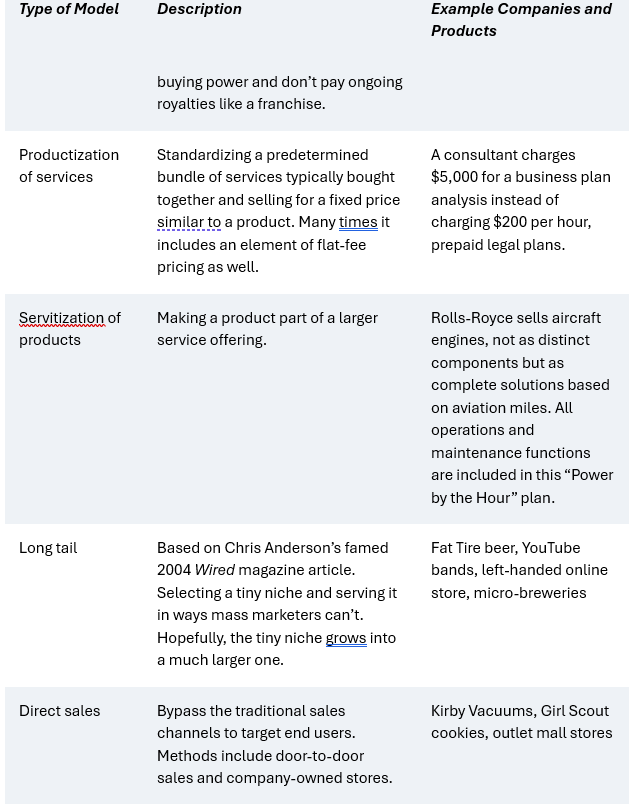 Type of Model
Description
Example Companies and
Products
buying power and don’t pay ongoing
royalties like a franchise.
Productization
of services
Standardizing a predetermined
bundle of services typically bought
together and selling for a fixed price
similar to a product. Many times it
includes an element of flat-fee
pricing as well.
A consultant charges
$5,000 for a business plan
analysis instead of
charging $200 per hour,
prepaid legal plans.
Servitization of
products
Making a product part of a larger
service offering.
Rolls-Royce sells aircraft
engines, not as distinct
components but as
complete solutions based
on aviation miles. All
operations and
maintenance functions
are included in this “Power
by the Hour” plan.
Long tail
Based on Chris Anderson’s famed
2004 Wired magazine article.
Selecting a tiny niche and serving it
in ways mass marketers can’t.
Hopefully, the tiny niche grows into
a much larger one.
Fat Tire beer, YouTube
bands, left-handed online
store, micro-breweries
Direct sales
Bypass the traditional sales
channels to target end users.
Methods include door-to-door
sales and company-owned stores.
Kirby Vacuums, Girl Scout
cookies, outlet mall stores